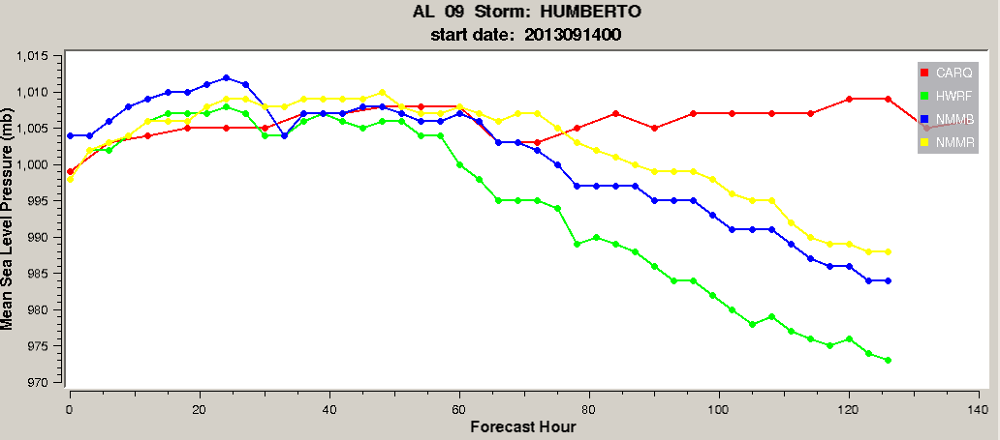 AL 09 Storm: HUMBERTO
start date: 2013091400
Mean Sea Level Pressure (mb)
1,015
1,010
1,005
1,000
995
990
985
980
975
970
CARQ
HWRF
NMMB
NMMR
0 20 40 60 80 100 120 140
Forecast Hour